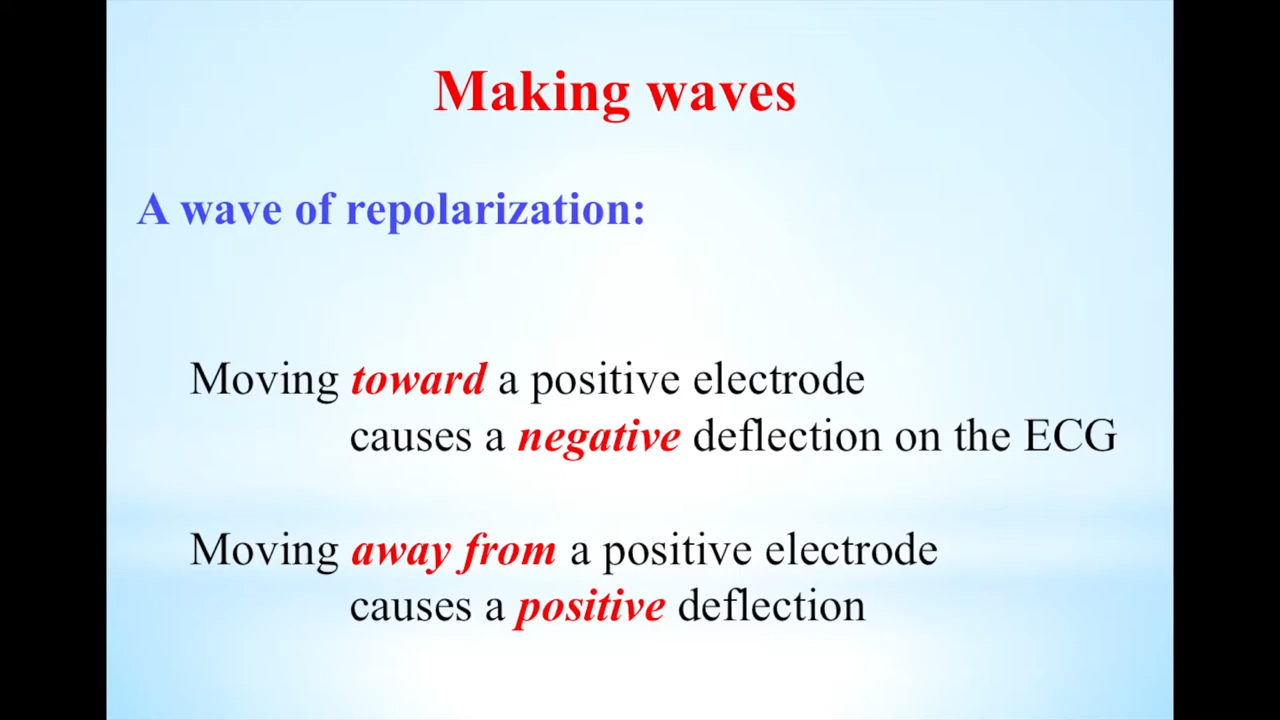 Making waves
A wave of repolarization:
Moving toward a positive electrode
causes a negative deflection on the ECG
Moving away from a positive electrode
causes a positive deflection